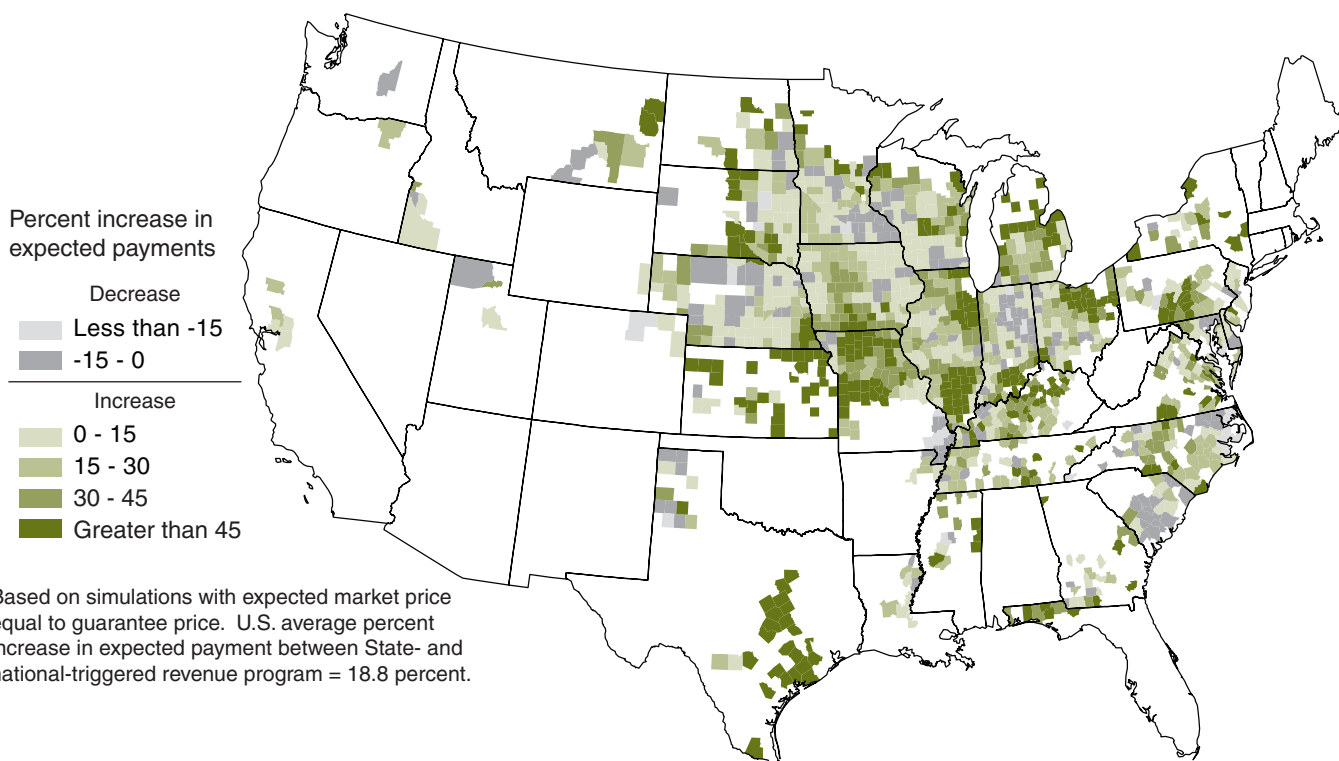 Percent increase in
expected payments
Decrease
Less than -15
-15 - 0
Increase
0 - 15
15 - 30
30 - 45
Greater than 45
Based on simulations with expected market price
equal to guarantee price. U.S. average percent
increase in expected payment between State- and
national-triggered revenue program = 18.8 percent.